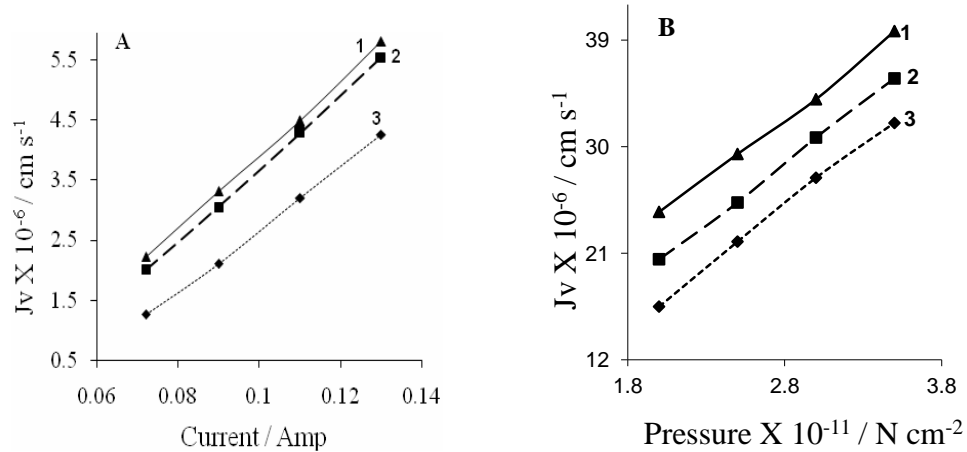 A
Jv X 10⁻⁶ / cm s⁻¹
5.5
4.5
3.5
2.5
1.5
0.5
1
2
3
0.06 0.08 0.1 0.12 0.14
Current / Amp
B
Jv X 10⁻⁶ / cm s⁻¹
39
30
21
12
1
2
3
1.8 2.8 3.8
Pressure X 10⁻¹¹ / N cm⁻²